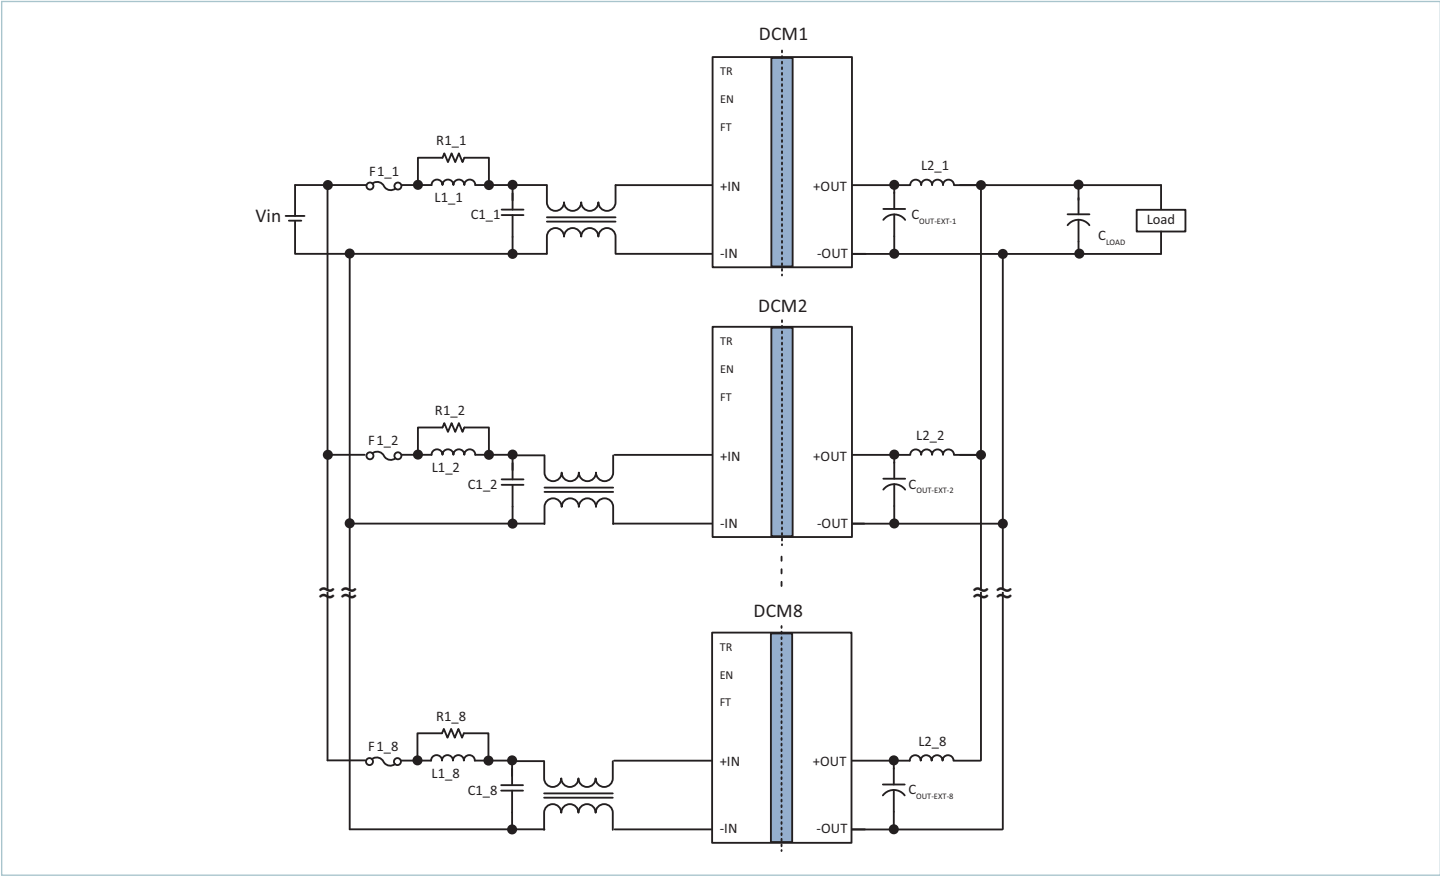 DCM1
TR
EN
FT
R1_1
F1_1
L1_1
+IN
+OUT
L2_1
Vin
C1_1
COUT-EXT-1
CLOAD
Load
-IN
-OUT
DCM2
TR
EN
FT
R1_2
F1_2
L1_2
+IN
+OUT
L2_2
C1_2
COUT-EXT-2
-IN
-OUT
DCM8
TR
EN
FT
R1_8
F1_8
L1_8
+IN
+OUT
L2_8
C1_8
COUT-EXT-8
-IN
-OUT